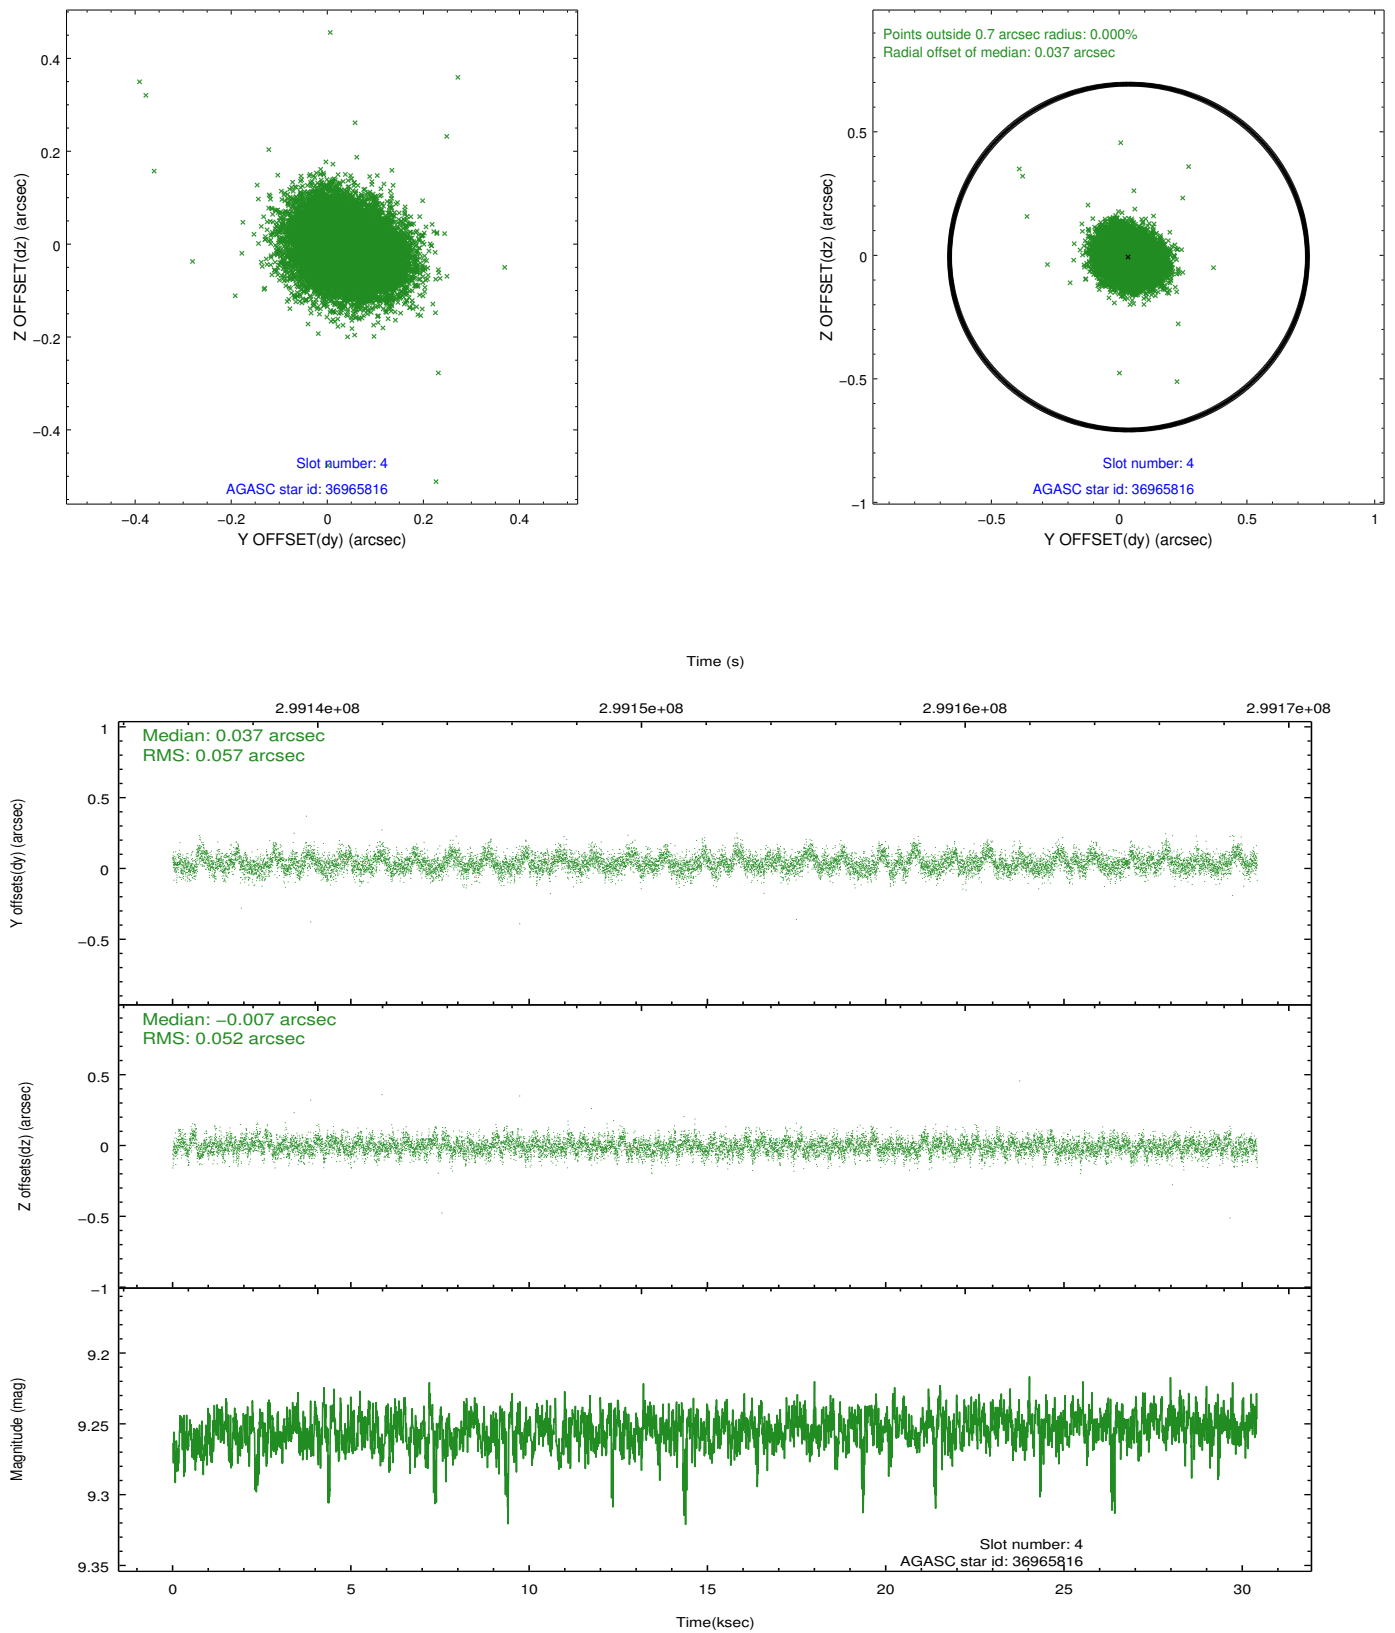 0.4
0.2
0
−0.2
−0.4
Z OFFSET(dz) (arcsec)
Slot number: 4
AGASC star id: 36965816
−0.4 −0.2 0 0.2 0.4
Y OFFSET(dy) (arcsec)
Points outside 0.7 arcsec radius: 0.000%
Radial offset of median: 0.037 arcsec
0.5
0
−0.5
−1
Z OFFSET(dz) (arcsec)
Slot number: 4
AGASC star id: 36965816
−0.5 0 0.5 1
Y OFFSET(dy) (arcsec)
Time (s)
2.9914e+08 2.9915e+08 2.9916e+08 2.9917e+08
Median: 0.037 arcsec
RMS: 0.057 arcsec
1
0.5
0
−0.5
Y offsets(dy) (arcsec)
Median: −0.007 arcsec
RMS: 0.052 arcsec
0.5
0
−0.5
−1
Z offsets(dz) (arcsec)
9.2
9.25
9.3
9.35
Magnitude (mag)
Slot number: 4
AGASC star id: 36965816
0 5 10 15 20 25 30
Time(ksec)